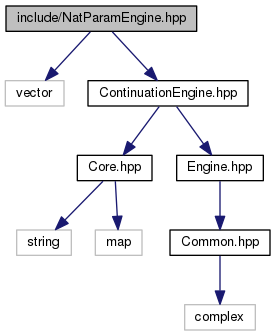 include/NatParamEngine.hpp
vector
ContinuationEngine.hpp
Core.hpp
Engine.hpp
string
map
Common.hpp
complex